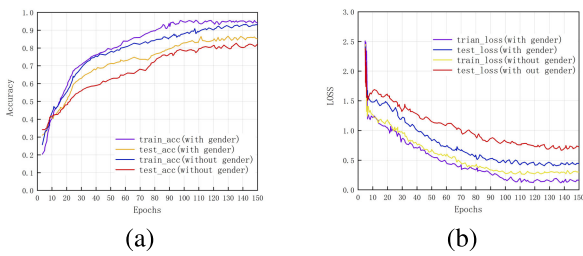 1.0
0.9
0.8
0.7
0.6
0.5
0.4
0.3
0.2
0.1
0.0
Accuracy
train_acc(with gender)
test_acc(with gender)
train_acc(without gender)
test_acc(without gender)
0 10 20 30 40 50 60 70 80 90 100 110 120 130 140 150
Epochs
(a)
3.0
2.5
2.0
1.5
1.0
0.5
0.0
LOSS
trian_loss(with gender)
test_loss(with gender)
train_loss(without gender)
test_loss(with out gender)
0 10 20 30 40 50 60 70 80 90 100 110 120 130 140 150
Epochs
(b)